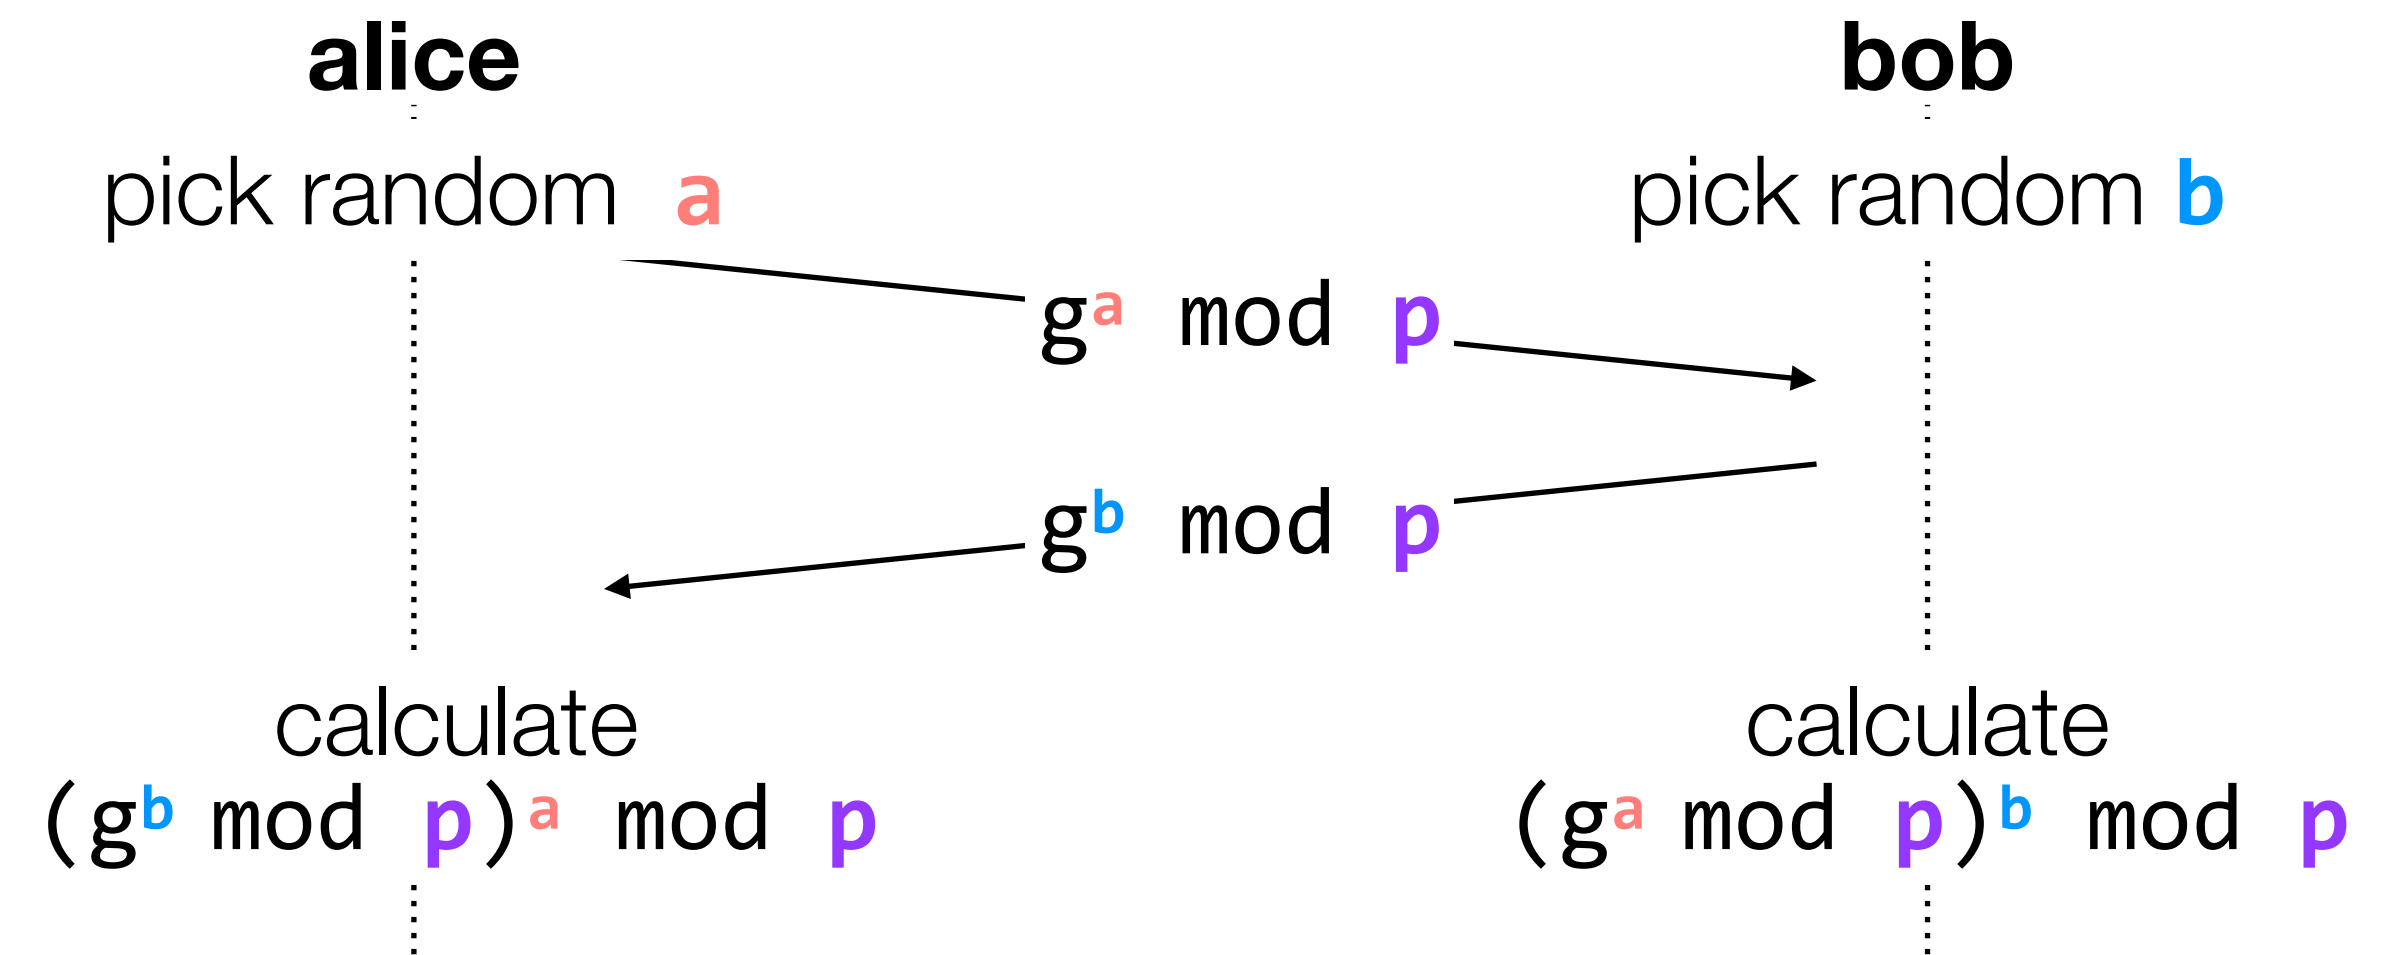 alice
bob
pick random a
pick random b
gᵃ mod p
gᵇ mod p
calculate
(gᵇ mod p)ᵃ mod p
calculate
(gᵃ mod p)ᵇ mod p